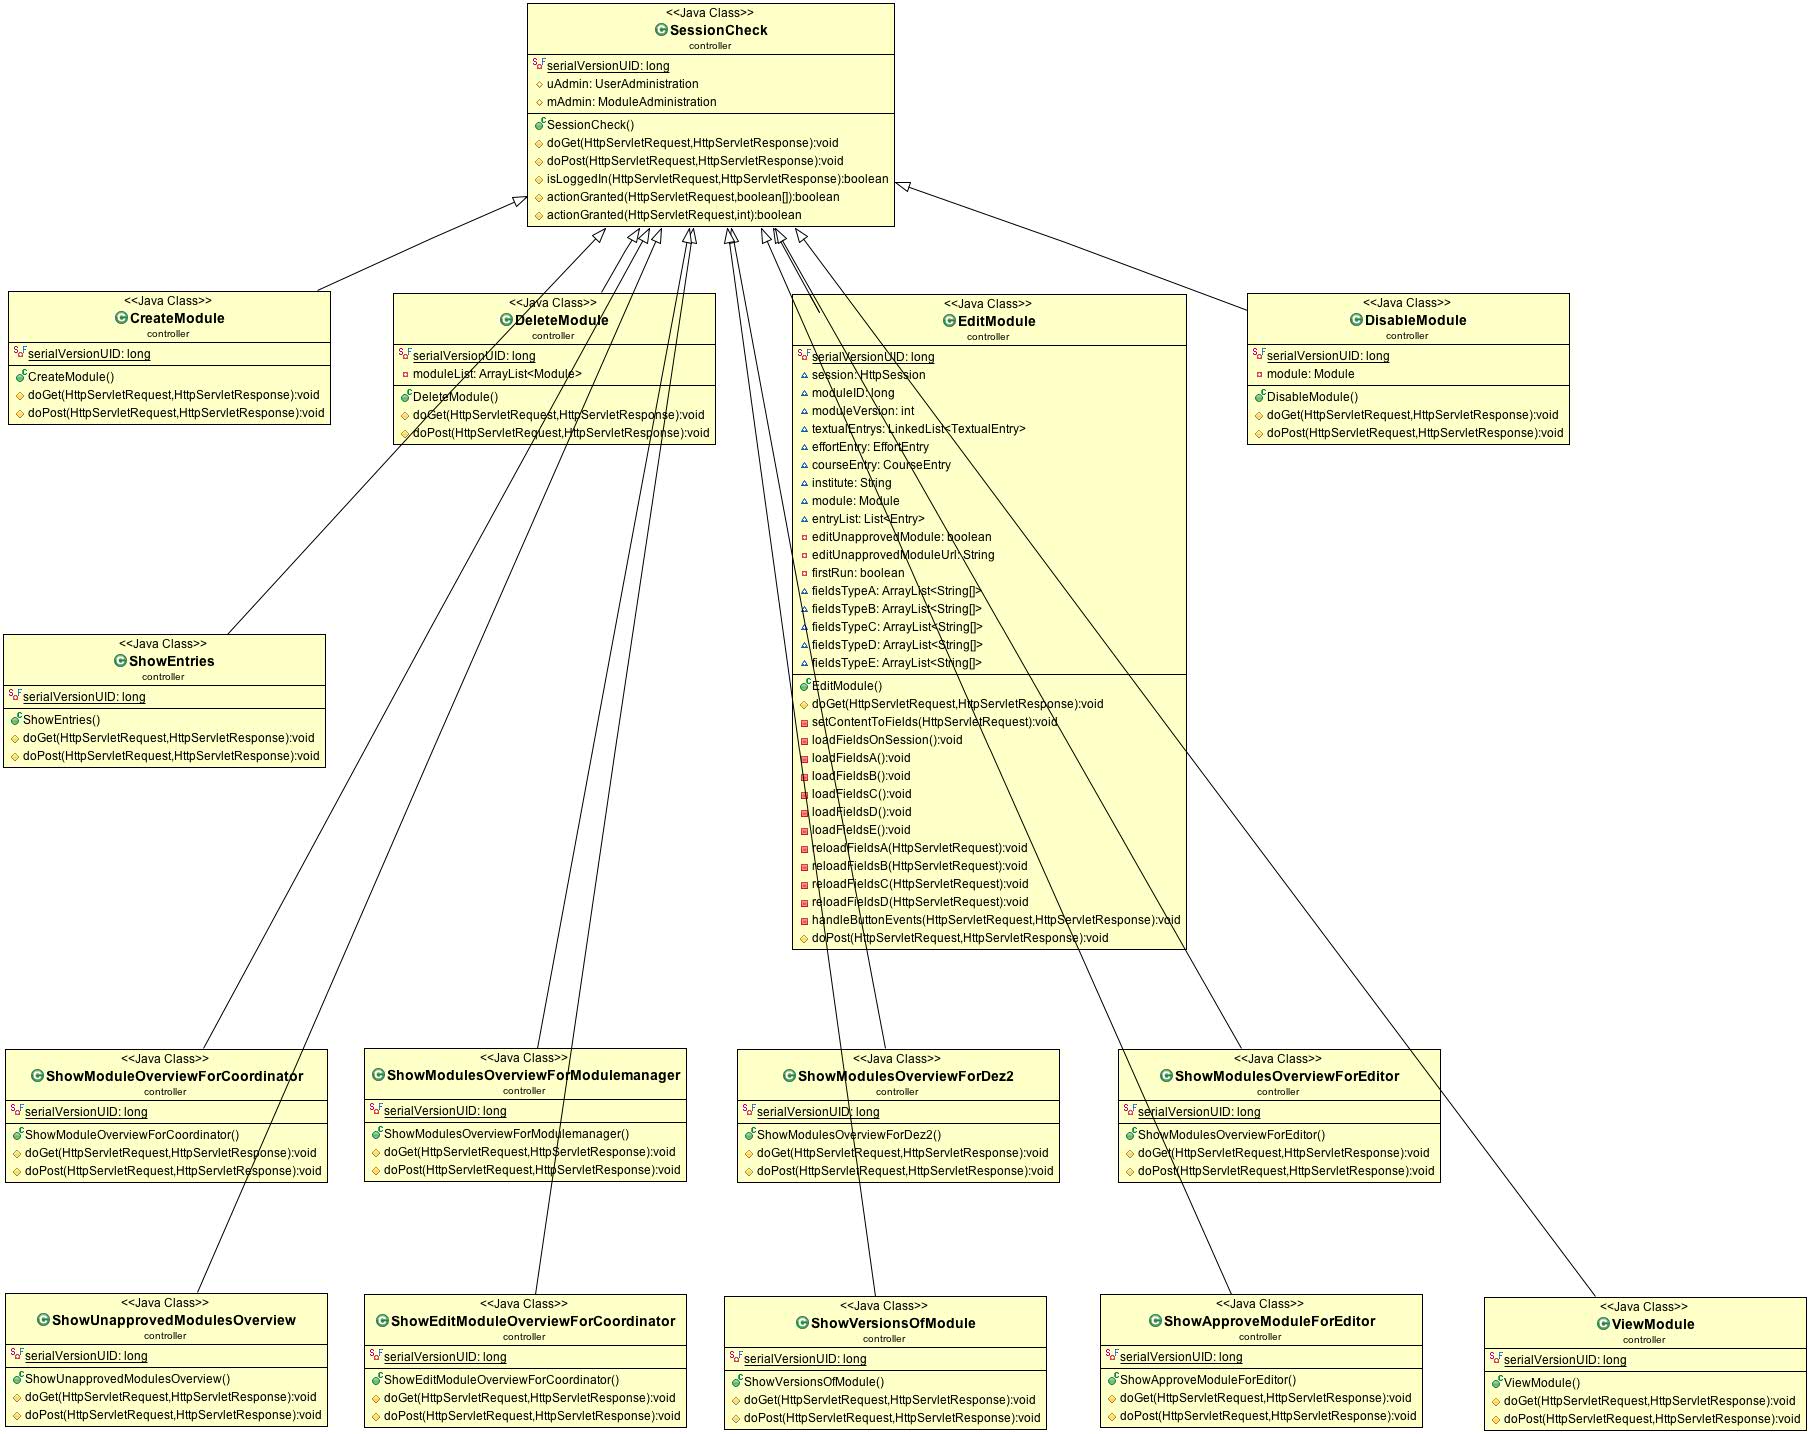 <<Java Class>>
SessionCheck
controller
serialVersionUID: long
uAdmin: UserAdministration
mAdmin: ModuleAdministration
SessionCheck()
doGet(HttpServletRequest,HttpServletResponse):void
doPost(HttpServletRequest,HttpServletResponse):void
isLoggedIn(HttpServletRequest,HttpServletResponse):boolean
actionGranted(HttpServletRequest,boolean[]):boolean
actionGranted(HttpServletRequest,int):boolean
<<Java Class>>
CreateModule
controller
serialVersionUID: long
CreateModule()
doGet(HttpServletRequest,HttpServletResponse):void
doPost(HttpServletRequest,HttpServletResponse):void
<<Java Class>>
DeleteModule
controller
serialVersionUID: long
moduleList: ArrayList<Module>
DeleteModule()
doGet(HttpServletRequest,HttpServletResponse):void
doPost(HttpServletRequest,HttpServletResponse):void
<<Java Class>>
EditModule
controller
serialVersionUID: long
session: HttpSession
moduleID: long
moduleVersion: int
textualEntrys: LinkedList<TextualEntry>
effortEntry: EffortEntry
courseEntry: CourseEntry
institute: String
module: Module
entryList: List<Entry>
editUnapprovedModule: boolean
editUnapprovedModuleUrl: String
firstRun: boolean
fieldsTypeA: ArrayList<String[]>
fieldsTypeB: ArrayList<String[]>
fieldsTypeC: ArrayList<String[]>
fieldsTypeD: ArrayList<String[]>
fieldsTypeE: ArrayList<String[]>
EditModule()
doGet(HttpServletRequest,HttpServletResponse):void
setContentToFields(HttpServletRequest):void
loadFieldsOnSession():void
loadFieldsA():void
loadFieldsB():void
loadFieldsC():void
loadFieldsD():void
loadFieldsE():void
reloadFieldsA(HttpServletRequest):void
reloadFieldsB(HttpServletRequest):void
reloadFieldsC(HttpServletRequest):void
reloadFieldsD(HttpServletRequest):void
handleButtonEvents(HttpServletRequest,HttpServletResponse):void
doPost(HttpServletRequest,HttpServletResponse):void
<<Java Class>>
DisableModule
controller
serialVersionUID: long
module: Module
DisableModule()
doGet(HttpServletRequest,HttpServletResponse):void
doPost(HttpServletRequest,HttpServletResponse):void
<<Java Class>>
ShowEntries
controller
serialVersionUID: long
ShowEntries()
doGet(HttpServletRequest,HttpServletResponse):void
doPost(HttpServletRequest,HttpServletResponse):void
<<Java Class>>
ShowModuleOverviewForCoordinator
controller
serialVersionUID: long
ShowModuleOverviewForCoordinator()
doGet(HttpServletRequest,HttpServletResponse):void
doPost(HttpServletRequest,HttpServletResponse):void
<<Java Class>>
ShowModulesOverviewForModulemanager
controller
serialVersionUID: long
ShowModulesOverviewForModulemanager()
doGet(HttpServletRequest,HttpServletResponse):void
doPost(HttpServletRequest,HttpServletResponse):void
<<Java Class>>
ShowModulesOverviewForDez2
controller
serialVersionUID: long
ShowModulesOverviewForDez2()
doGet(HttpServletRequest,HttpServletResponse):void
doPost(HttpServletRequest,HttpServletResponse):void
<<Java Class>>
ShowModulesOverviewForEditor
controller
serialVersionUID: long
ShowModulesOverviewForEditor()
doGet(HttpServletRequest,HttpServletResponse):void
doPost(HttpServletRequest,HttpServletResponse):void
<<Java Class>>
ShowUnapprovedModulesOverview
controller
serialVersionUID: long
ShowUnapprovedModulesOverview()
doGet(HttpServletRequest,HttpServletResponse):void
doPost(HttpServletRequest,HttpServletResponse):void
<<Java Class>>
ShowEditModuleOverviewForCoordinator
controller
serialVersionUID: long
ShowEditModuleOverviewForCoordinator()
doGet(HttpServletRequest,HttpServletResponse):void
doPost(HttpServletRequest,HttpServletResponse):void
<<Java Class>>
ShowVersionsOfModule
controller
serialVersionUID: long
ShowVersionsOfModule()
doGet(HttpServletRequest,HttpServletResponse):void
doPost(HttpServletRequest,HttpServletResponse):void
<<Java Class>>
ShowApproveModuleForEditor
controller
serialVersionUID: long
ShowApproveModuleForEditor()
doGet(HttpServletRequest,HttpServletResponse):void
doPost(HttpServletRequest,HttpServletResponse):void
<<Java Class>>
ViewModule
controller
serialVersionUID: long
ViewModule()
doGet(HttpServletRequest,HttpServletResponse):void
doPost(HttpServletRequest,HttpServletResponse):void